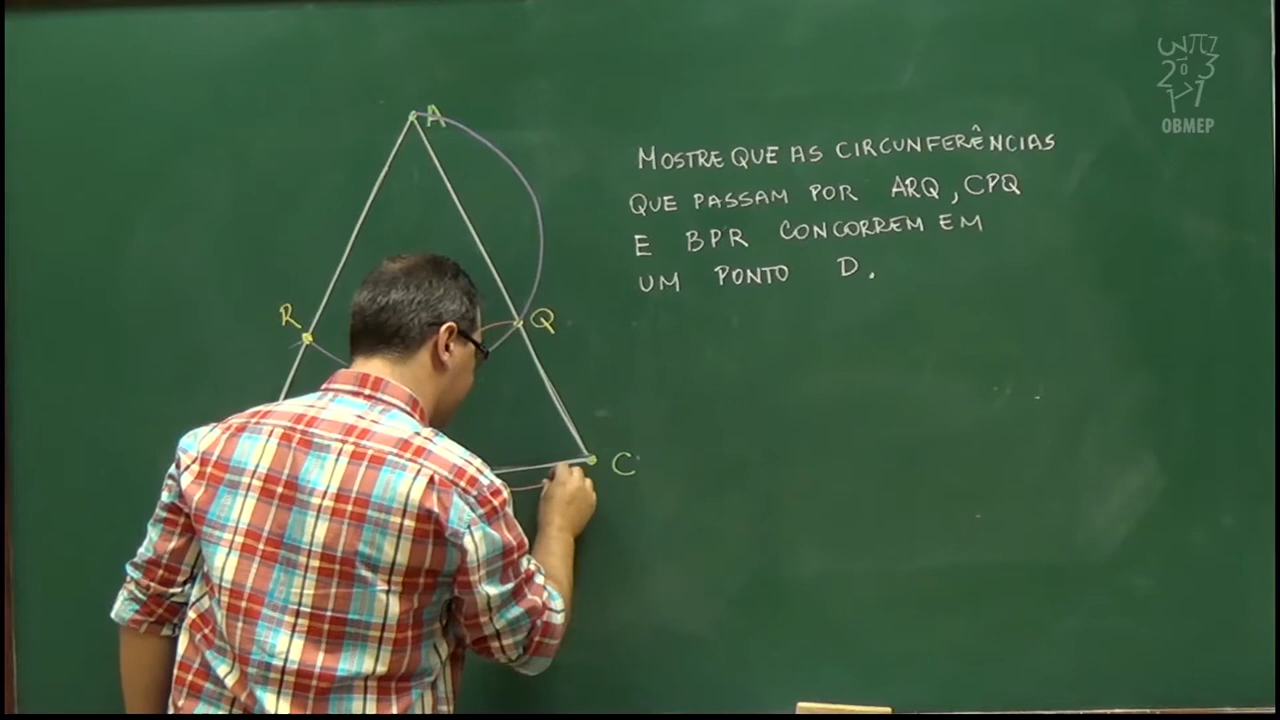 A
MOSTRE QUE AS CIRCUNFERÊNCIAS
QUE PASSAM POR ARQ, CPQ
E BPR CONCORREM EM
UM PONTO D.
R
Q
C
OBMEP